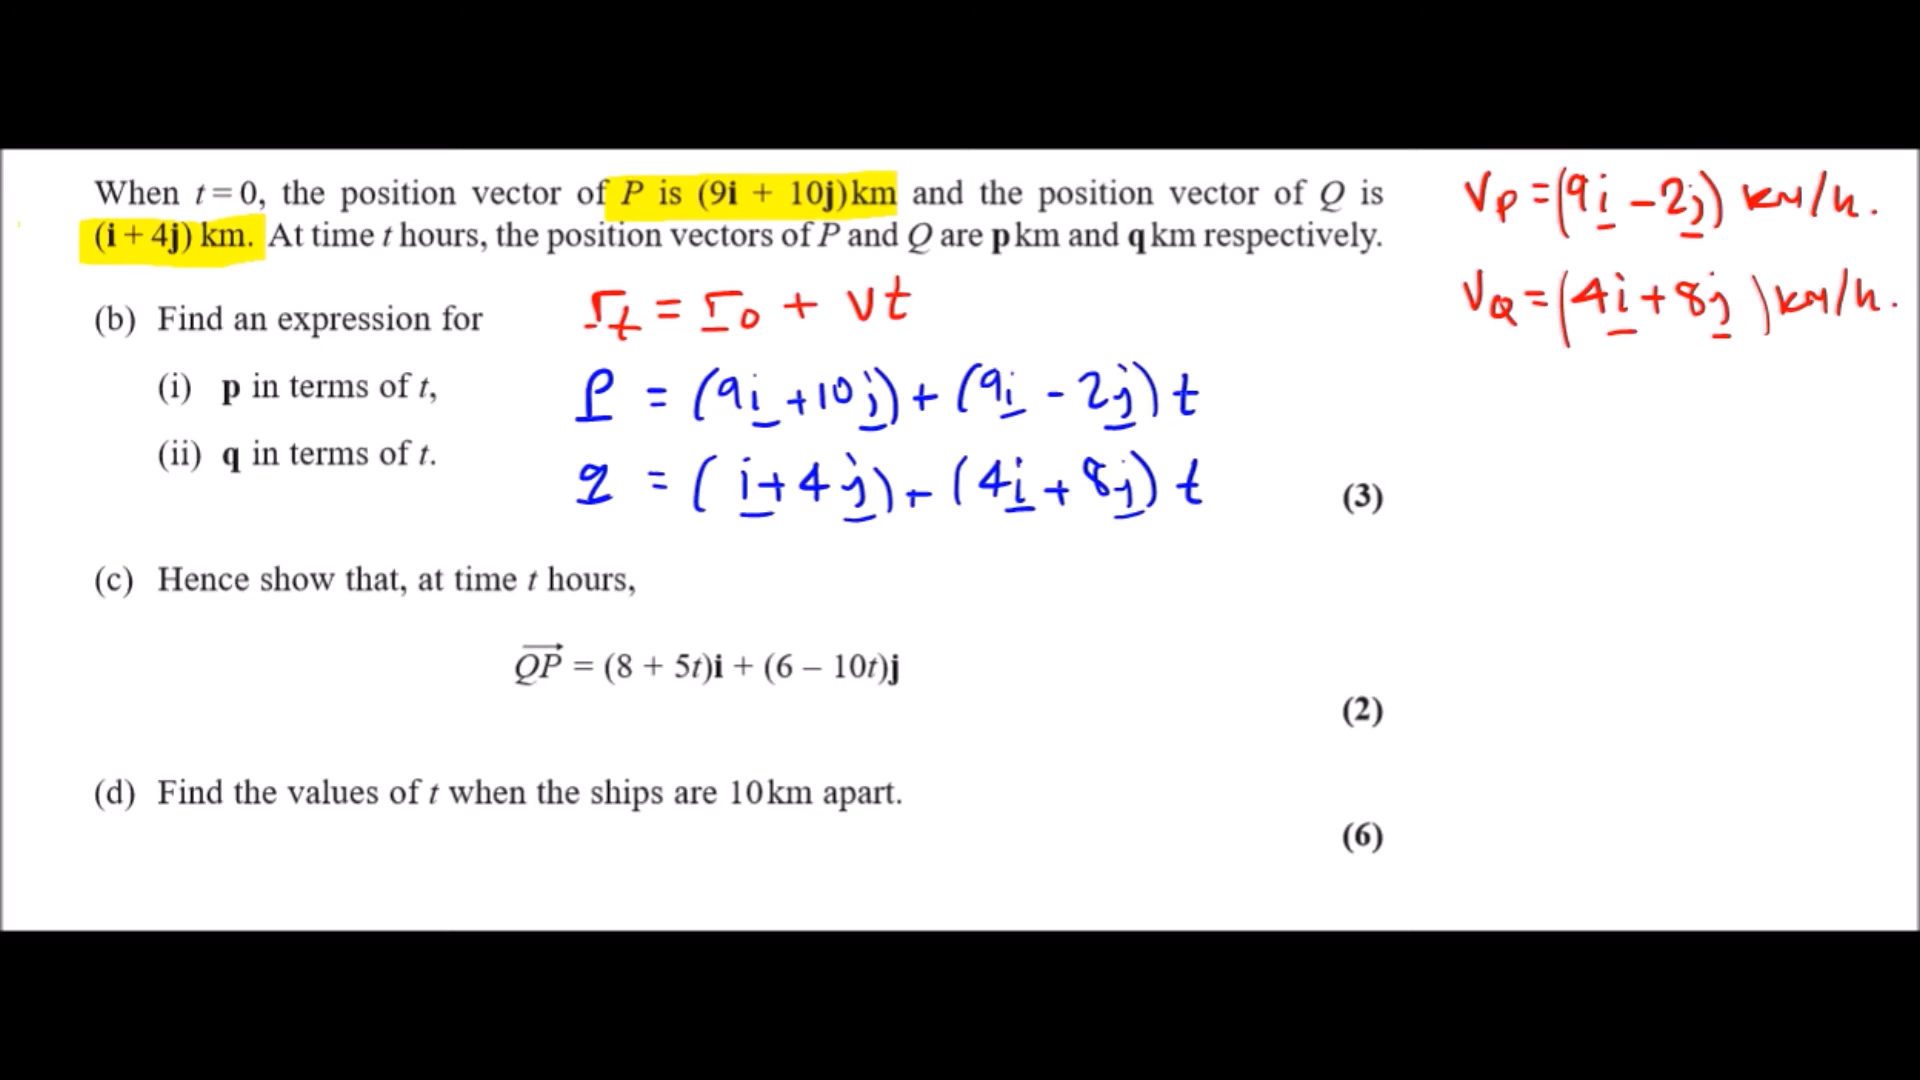 When t = 0, the position vector of P is (9i + 10j) km and the position vector of Q is
(i + 4j) km. At time t hours, the position vectors of P and Q are p km and q km respectively.
V_P = (9i - 2j) km/h.
V_Q = (4i + 8j) km/h.
(b) Find an expression for
r_t = r_0 + vt
(i) p in terms of t,
P = (9i + 10j) + (9i - 2j) t
(ii) q in terms of t.
q = (i + 4j) + (4i + 8j) t
(3)
(c) Hence show that, at time t hours,
\overrightarrow{QP} = (8 + 5t)i + (6 – 10t)j
(2)
(d) Find the values of t when the ships are 10 km apart.
(6)